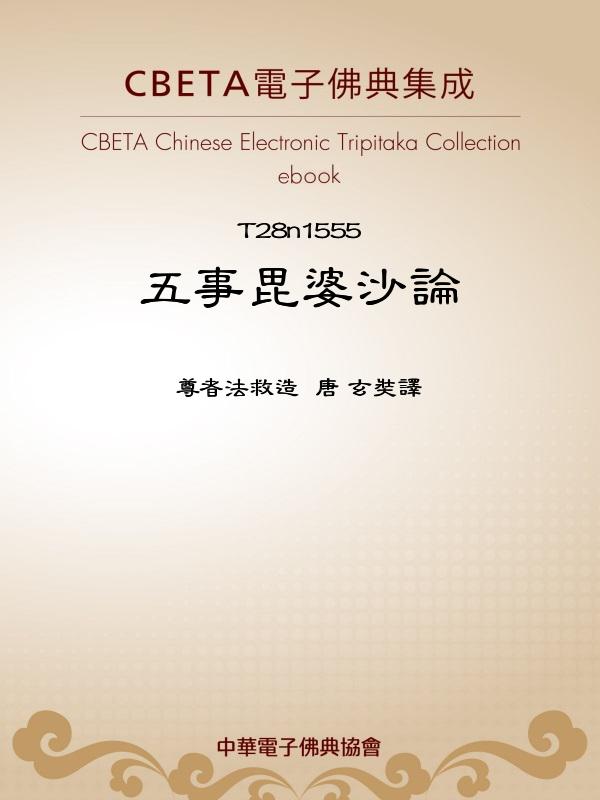 CBETA電子佛典集成
CBETA Chinese Electronic Tripitaka Collection
ebook
T28n1555
五事毘婆沙論
尊者法救造 唐 玄奘譯
中華電子佛典協會